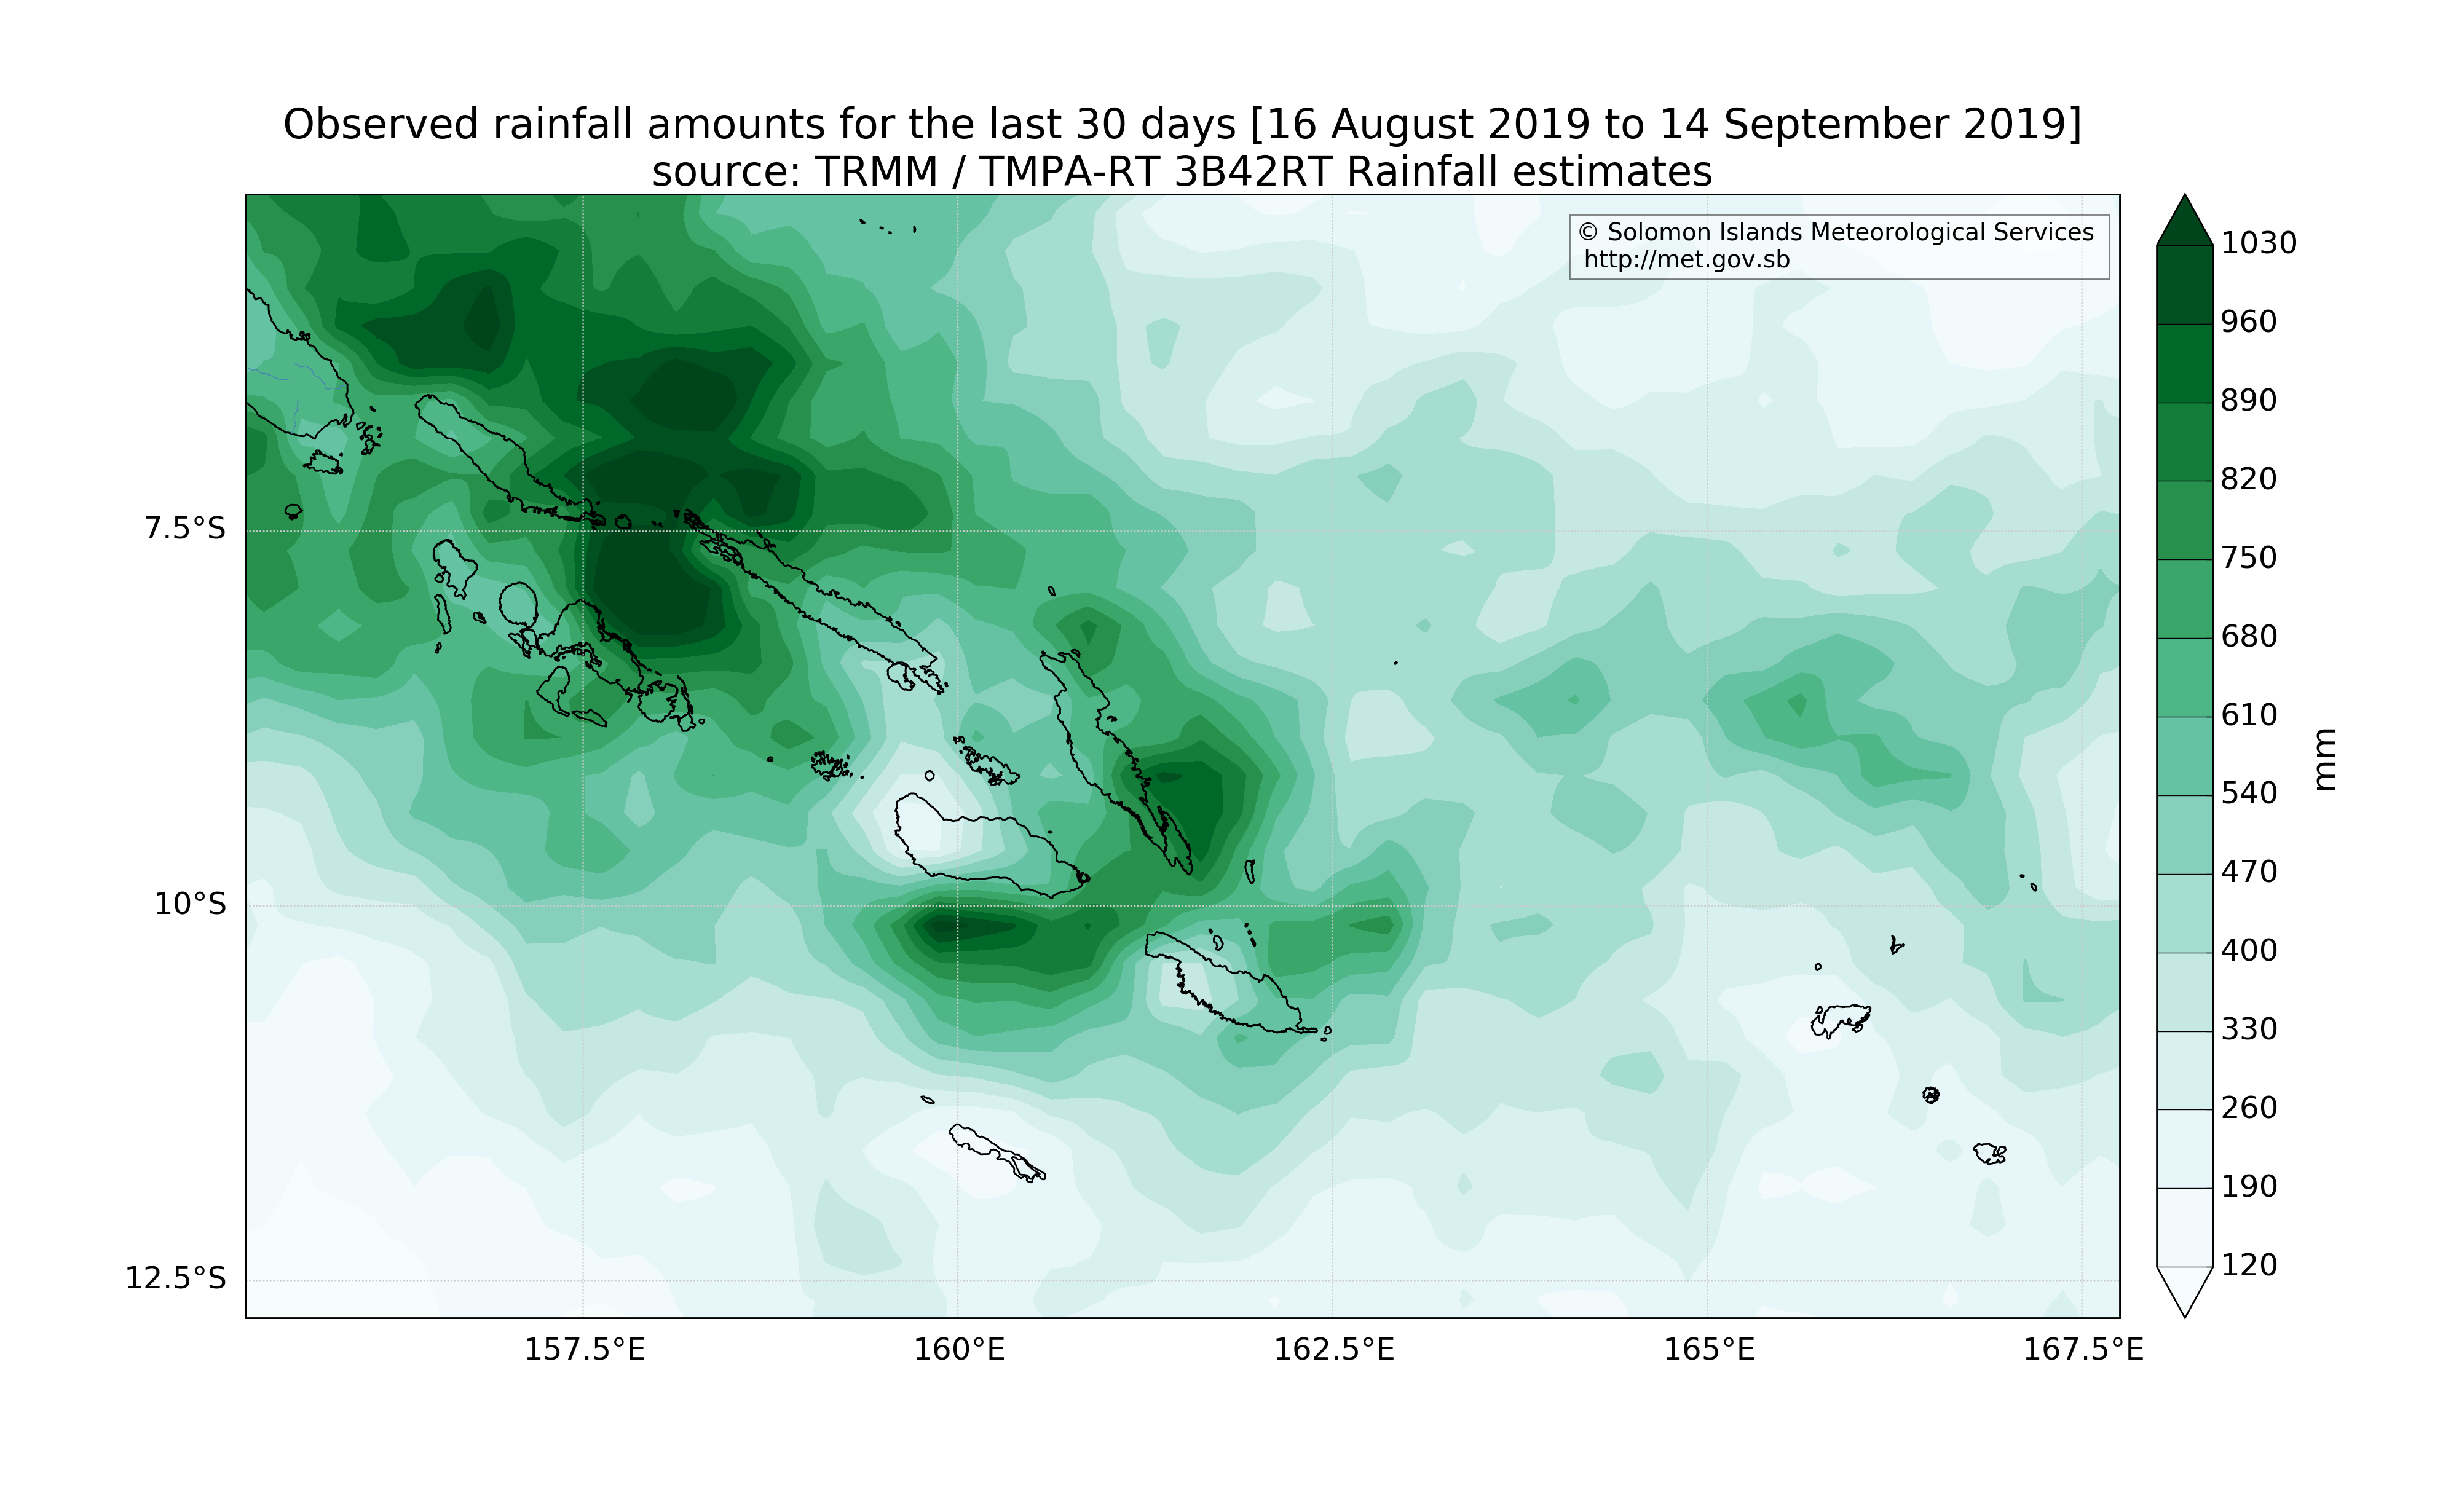 Observed rainfall amounts for the last 30 days [16 August 2019 to 14 September 2019]
source: TRMM / TMPA-RT 3B42RT Rainfall estimates
© Solomon Islands Meteorological Services
http://met.gov.sb
7.5°S
10°S
12.5°S
157.5°E
160°E
162.5°E
165°E
167.5°E
1030
960
890
820
750
680
610
540
470
400
330
260
190
120
mm